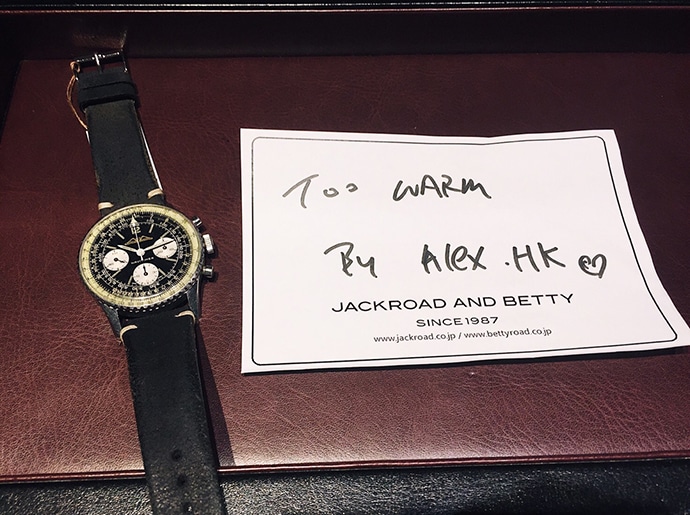 Too WARM
By Alex .HK
JACKROAD AND BETTY
SINCE1987
www.jackroad.co.jp / www.bettyroad.co.jp